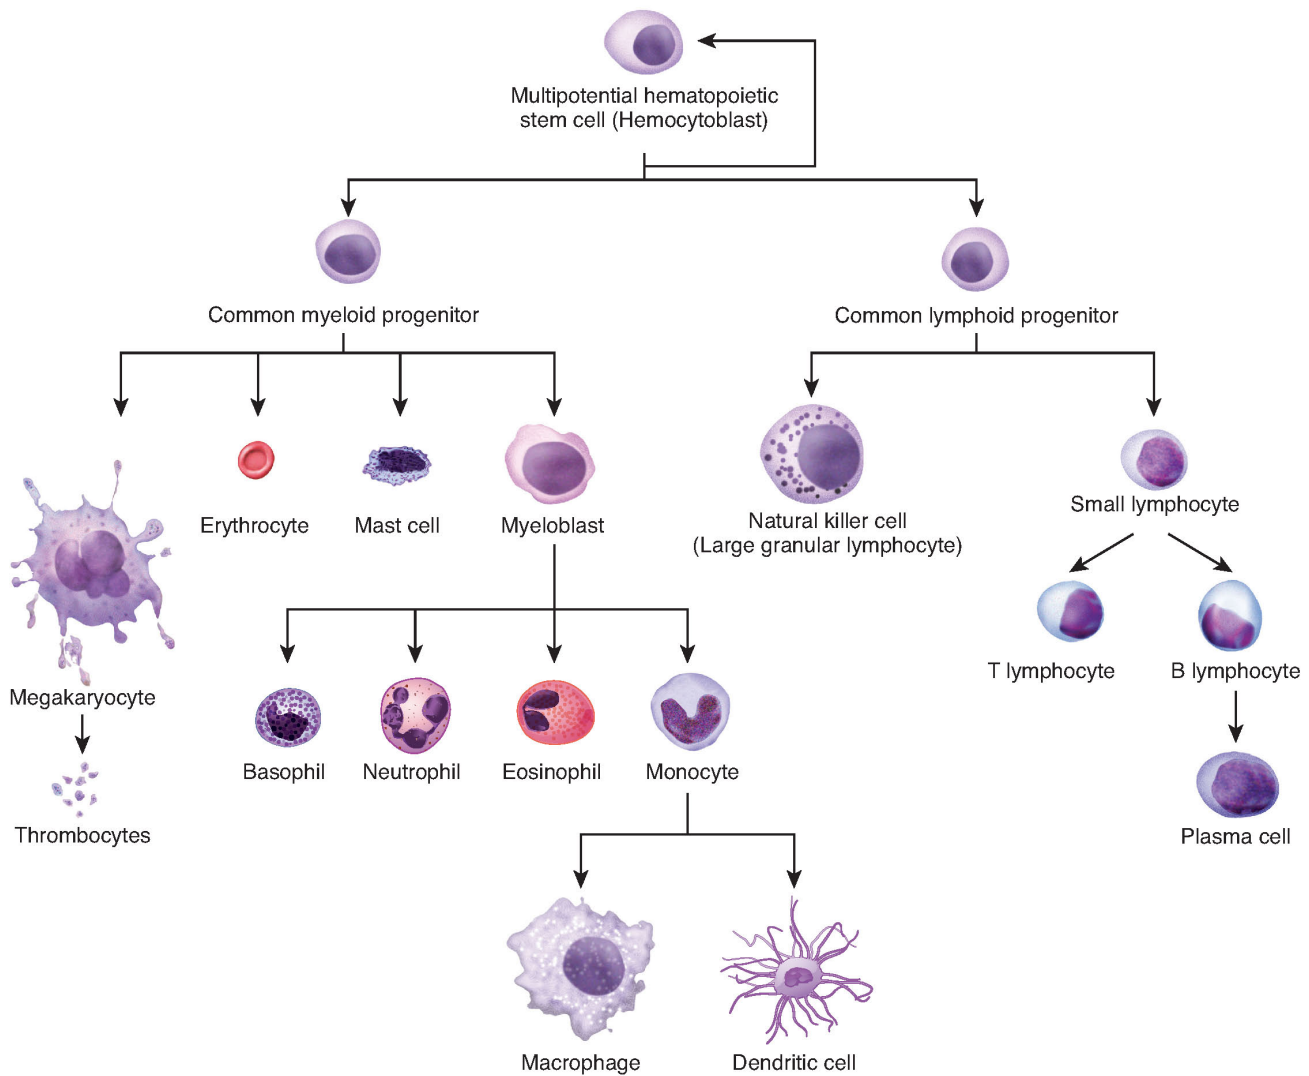 Multipotential hematopoietic
stem cell (Hemocytoblast)
Common myeloid progenitor
Common lymphoid progenitor
Erythrocyte
Mast cell
Myeloblast
Natural killer cell
(Large granular lymphocyte)
Small lymphocyte
Megakaryocyte
T lymphocyte
B lymphocyte
Basophil
Neutrophil
Eosinophil
Monocyte
Thrombocytes
Plasma cell
Macrophage
Dendritic cell